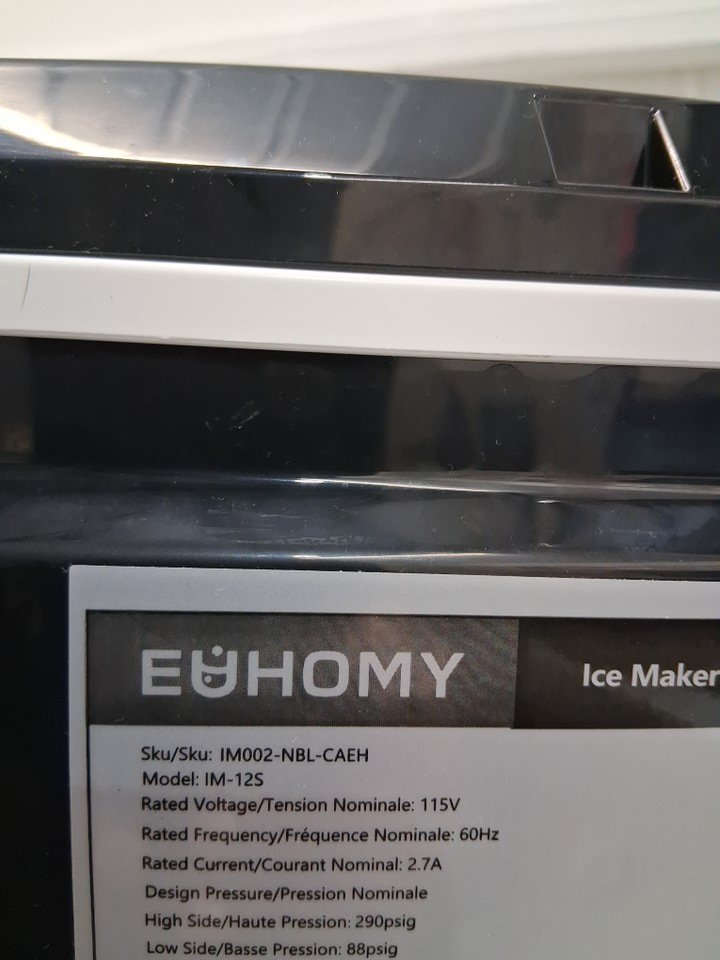 EUHOMY
Ice Maker
Sku/Sku: IM002-NBL-CAEH
Model: IM-12S
Rated Voltage/Tension Nominale: 115V
Rated Frequency/Fréquence Nominale: 60Hz
Rated Current/Courant Nominal: 2.7A
Design Pressure/Pression Nominale
High Side/Haute Pression: 290psig
Low Side/Basse Pression: 88psig